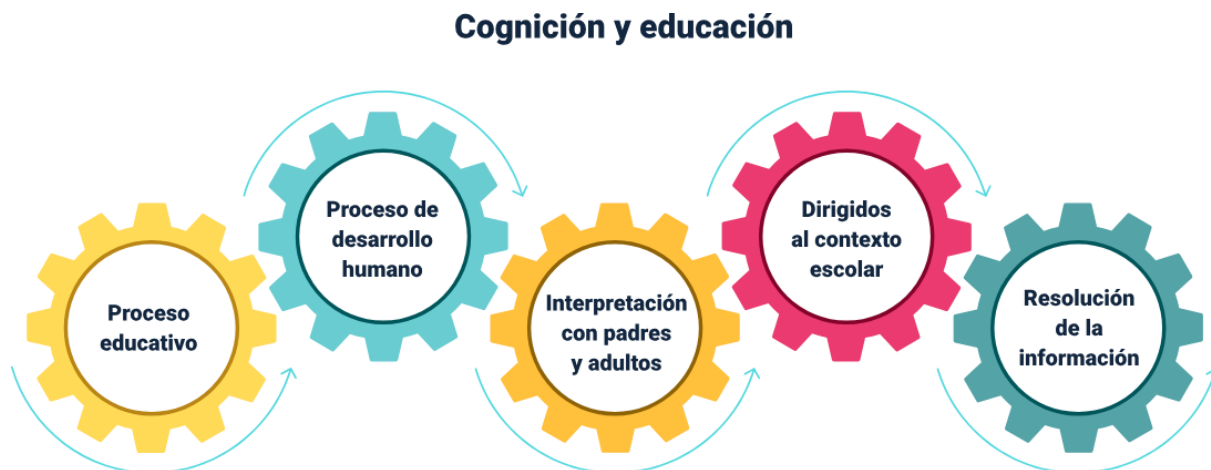 Cognición y educación
Proceso
educativo
Proceso de
desarrollo
humano
Interpretación
con padres
y adultos
Dirigidos
al contexto
escolar
Resolución
de la
información